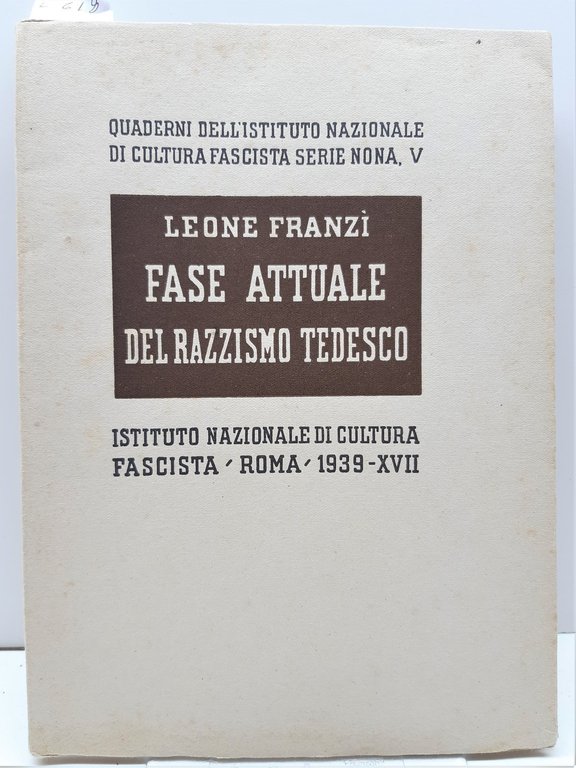 QUADERNI DELL'ISTITUTO NAZIONALE
DI CULTURA FASCISTA SERIE NONA, V
LEONE FRANZÌ
FASE ATTUALE
DEL RAZZISMO TEDESCO
ISTITUTO NAZIONALE DI CULTURA
FASCISTA - ROMA - 1939-XVII